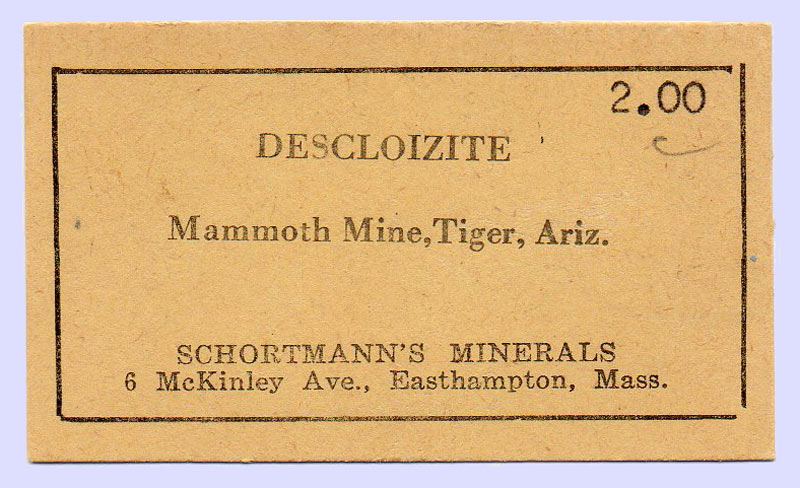 2.00
DESCLOIZITE
Mammoth Mine,Tiger, Ariz.
SCHORTMANN'S MINERALS
6 McKinley Ave., Easthampton, Mass.